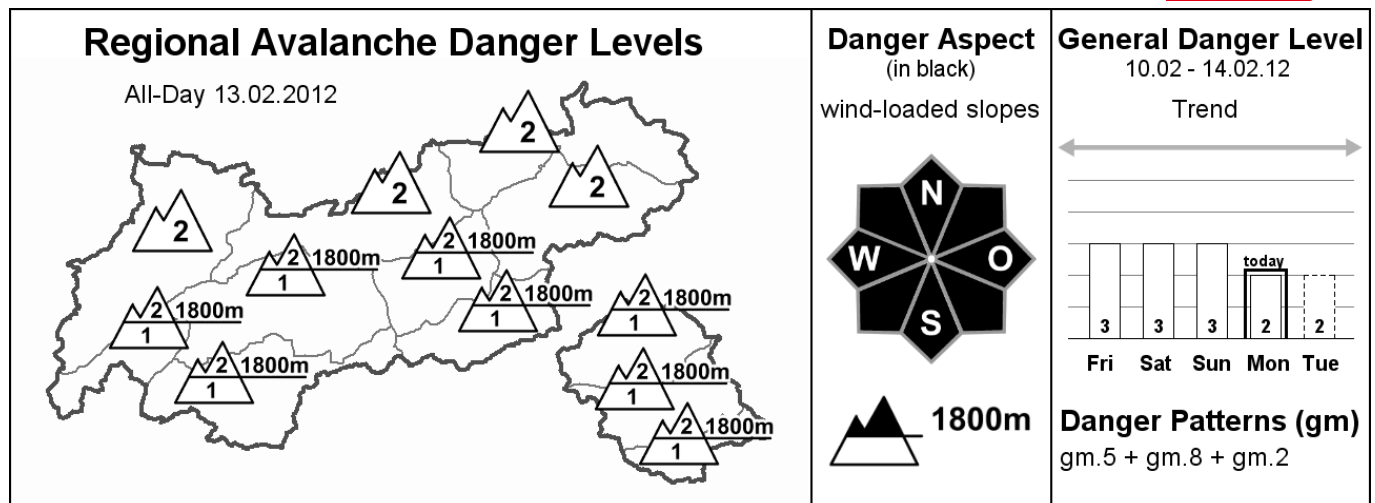 Regional Avalanche Danger Levels
All-Day 13.02.2012
2
2
2
2
2 1800m
1
2 1800m
1
2 1800m
1
2 1800m
1
2 1800m
1
2 1800m
1
2 1800m
1
2 1800m
1
Danger Aspect
(in black)
wind-loaded slopes
N
W O
S
1800m
General Danger Level
10.02 - 14.02.12
Trend
today
3 3 3 2 2
Fri Sat Sun Mon Tue
Danger Patterns (gm)
gm.5 + gm.8 + gm.2